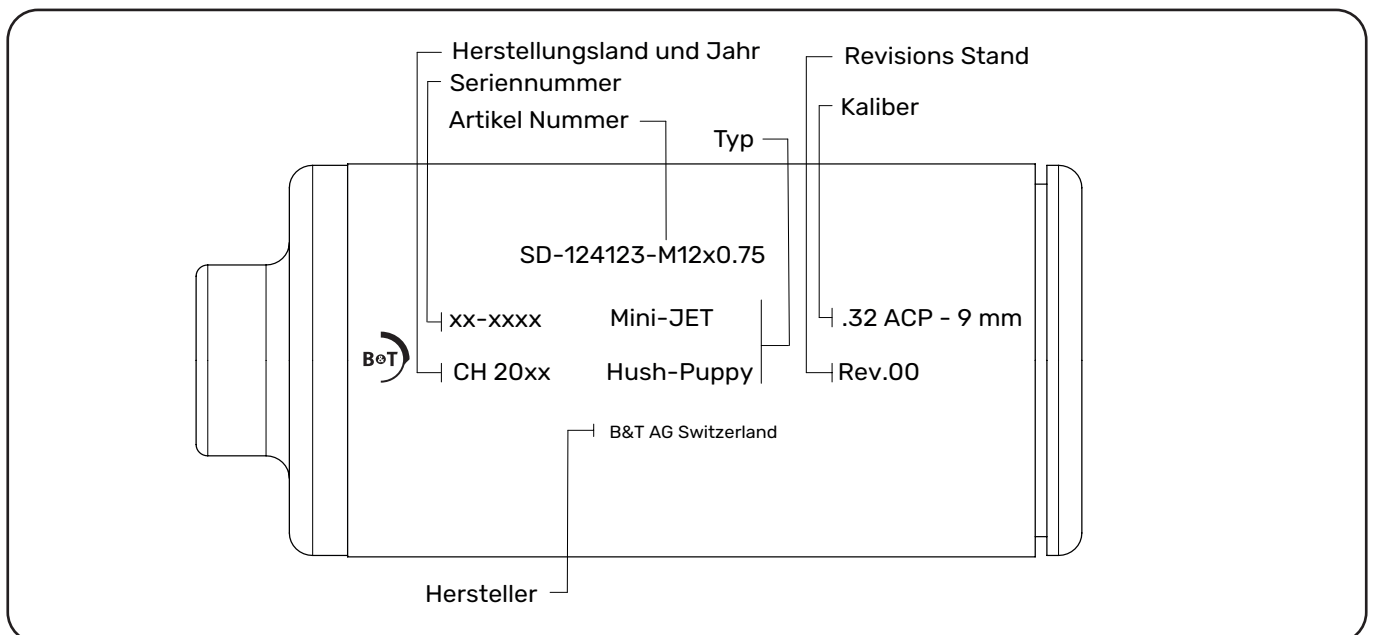 Herstellungsland und Jahr
Revisions Stand
Seriennummer
Kaliber
Artikel Nummer
Typ
SD-124123-M12x0.75
xx-xxxx Mini-JET .32 ACP - 9 mm
B&T
CH 20xx Hush-Puppy Rev.00
B&T AG Switzerland
Hersteller